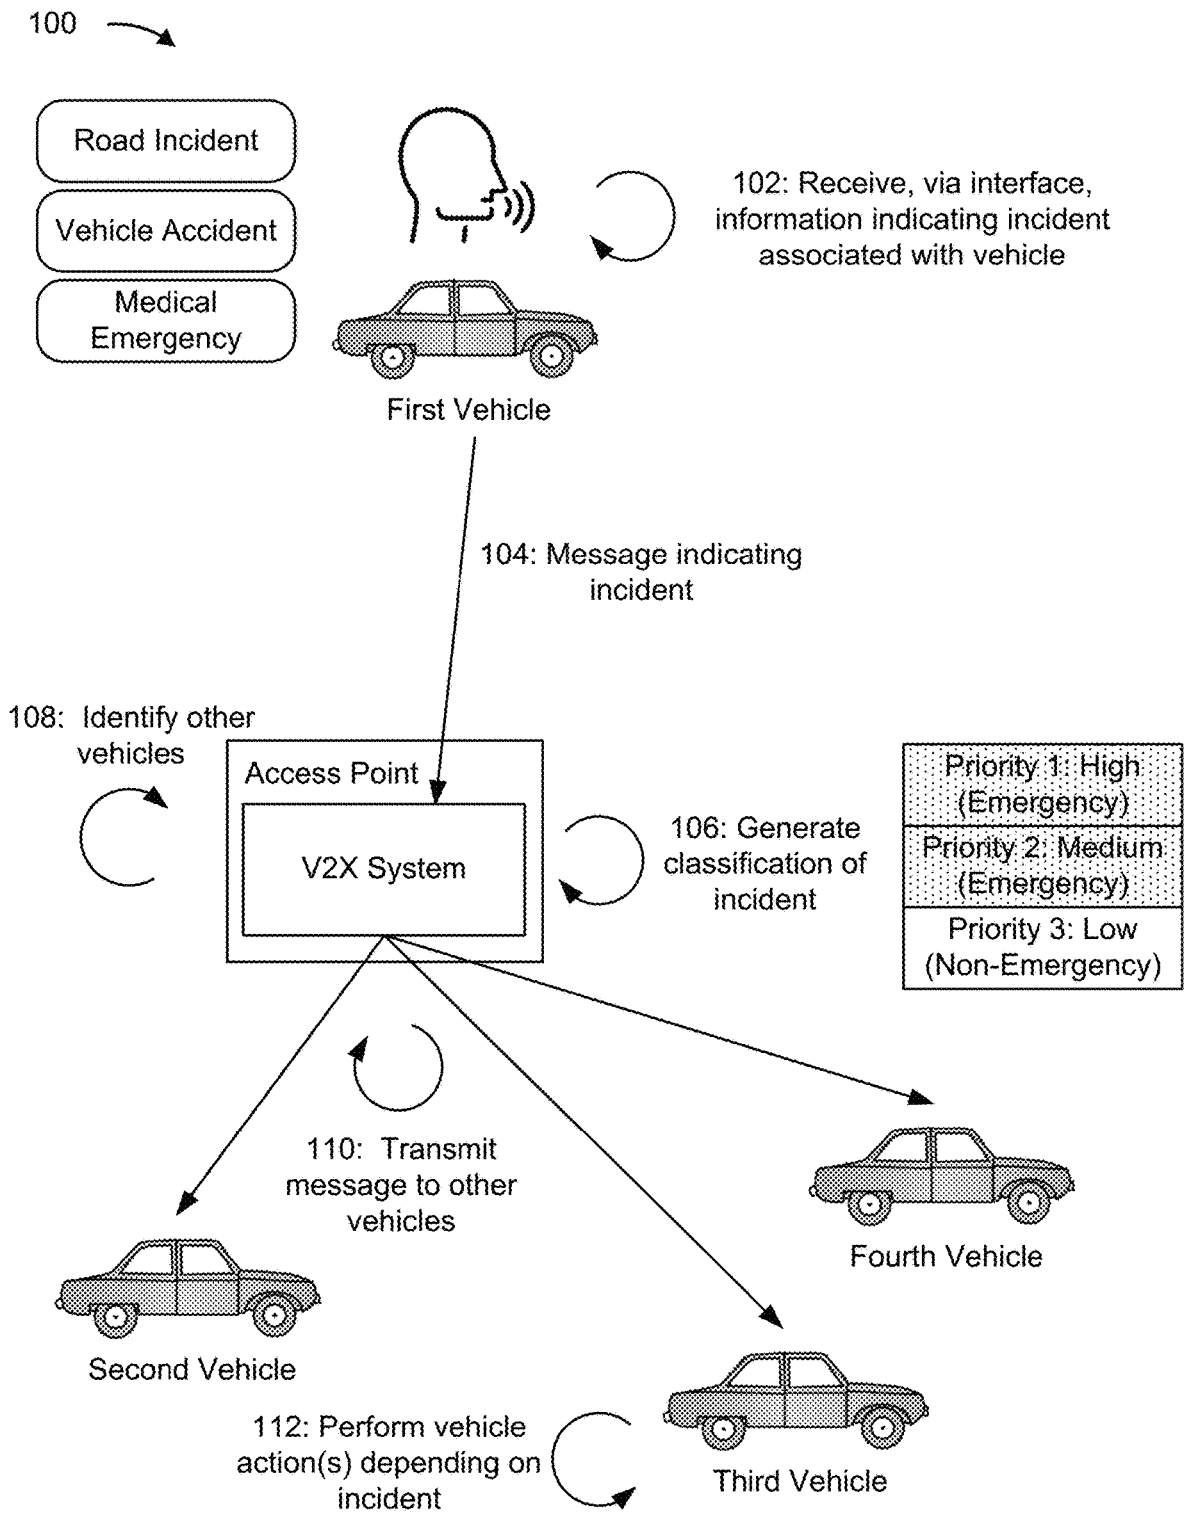 100
Road Incident
Vehicle Accident
Medical
Emergency
102: Receive, via interface,
information indicating incident
associated with vehicle
First Vehicle
104: Message indicating
incident
108: Identify other
vehicles
Access Point
V2X System
106: Generate
classification of
incident
Priority 1: High
(Emergency)
Priority 2: Medium
(Emergency)
Priority 3: Low
(Non-Emergency)
110: Transmit
message to other
vehicles
Fourth Vehicle
Second Vehicle
112: Perform vehicle
action(s) depending on
incident
Third Vehicle